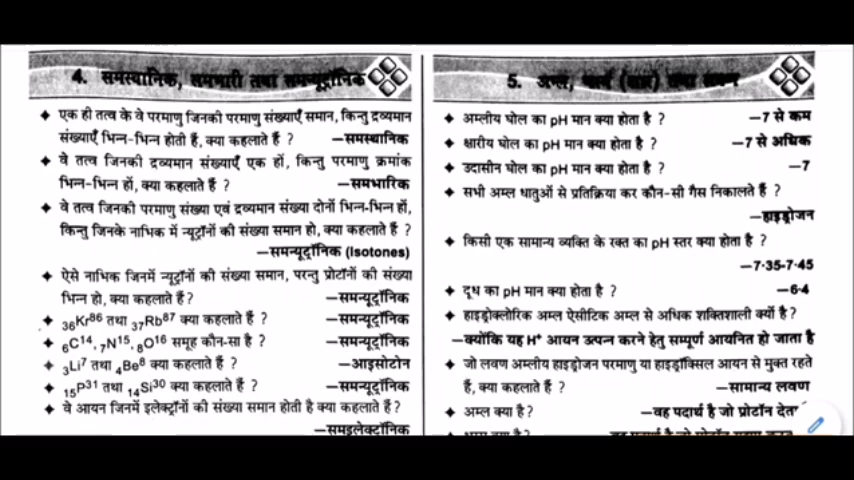 4. समस्थानिक, समभारी तथा समन्यूट्रॉनिक
✦ एक ही तत्व के वे परमाणु जिनकी परमाणु संख्याएँ समान, किन्तु द्रव्यमान
संख्याएँ भिन्न-भिन्न होती हैं, क्या कहलाते हैं ? —समस्थानिक
✦ वे तत्व जिनकी द्रव्यमान संख्याएँ एक हों, किन्तु परमाणु क्रमांक
भिन्न-भिन्न हों, क्या कहलाते हैं ? —समभारिक
✦ वे तत्व जिनकी परमाणु संख्या एवं द्रव्यमान संख्या दोनों भिन्न-भिन्न हों,
किन्तु जिनके नाभिक में न्यूट्रॉनों की संख्या समान हो, क्या कहलाते हैं ?
—समन्यूट्रॉनिक (Isotones)
✦ ऐसे नाभिक जिनमें न्यूट्रॉनों की संख्या समान, परन्तु प्रोटॉनों की संख्या
भिन्न हो, क्या कहलाते हैं? —समन्यूट्रॉनिक
✦ ₃₆Kr⁸⁶ तथा ₃₇Rb⁸⁷ क्या कहलाते हैं ? —समन्यूट्रॉनिक
✦ ₆C¹⁴, ₇N¹⁵, ₈O¹⁶ समूह कौन-सा है ? —समन्यूट्रॉनिक
✦ ₃Li⁷ तथा ₄Be⁸ क्या कहलाते हैं ? —आइसोटोन
✦ ₁₅P³¹ तथा ₁₄Si³⁰ क्या कहलाते हैं ? —समन्यूट्रॉनिक
✦ वे आयन जिनमें इलेक्ट्रॉनों की संख्या समान होती है क्या कहलाते हैं?
—समइलेक्ट्रॉनिक
5. अम्ल, (क्षार) तथा लवण
✦ अम्लीय घोल का pH मान क्या होता है ? —7 से कम
✦ क्षारीय घोल का pH मान क्या होता है ? —7 से अधिक
✦ उदासीन घोल का pH मान क्या होता है ? —7
✦ सभी अम्ल धातुओं से प्रतिक्रिया कर कौन-सी गैस निकालते हैं ?
—हाइड्रोजन
✦ किसी एक सामान्य व्यक्ति के रक्त का pH स्तर क्या होता है ?
—7·35-7·45
✦ दूध का pH मान क्या होता है ? —6·4
✦ हाइड्रोक्लोरिक अम्ल ऐसीटिक अम्ल से अधिक शक्तिशाली क्यों है?
—क्योंकि यह H⁺ आयन उत्पन्न करने हेतु सम्पूर्ण आयनित हो जाता है
✦ जो लवण अम्लीय हाइड्रोजन परमाणु या हाइड्रॉक्सिल आयन से मुक्त रहते
हैं, क्या कहलाते हैं? —सामान्य लवण
✦ अम्ल क्या है? —वह पदार्थ है जो प्रोटॉन देता